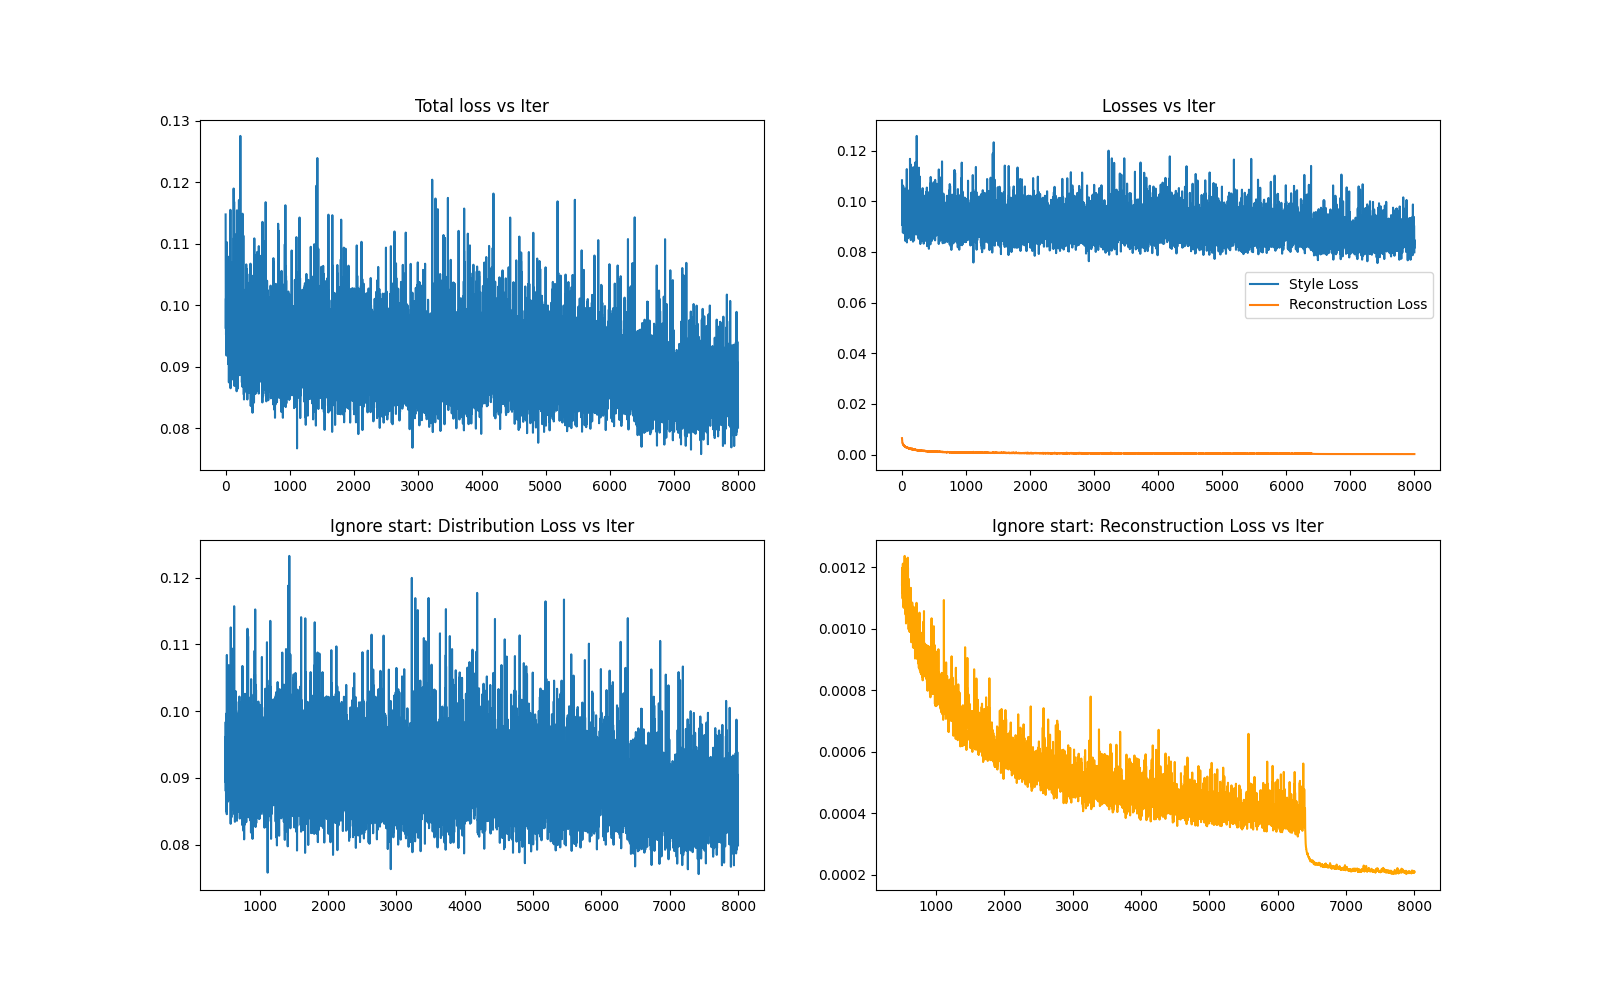 Total loss vs Iter
0.13
0.12
0.11
0.10
0.09
0.08
0 1000 2000 3000 4000 5000 6000 7000 8000
Losses vs Iter
0.12
0.10
0.08
0.06
0.04
0.02
0.00
Style Loss
Reconstruction Loss
0 1000 2000 3000 4000 5000 6000 7000 8000
Ignore start: Distribution Loss vs Iter
0.12
0.11
0.10
0.09
0.08
1000 2000 3000 4000 5000 6000 7000 8000
Ignore start: Reconstruction Loss vs Iter
0.0012
0.0010
0.0008
0.0006
0.0004
0.0002
1000 2000 3000 4000 5000 6000 7000 8000